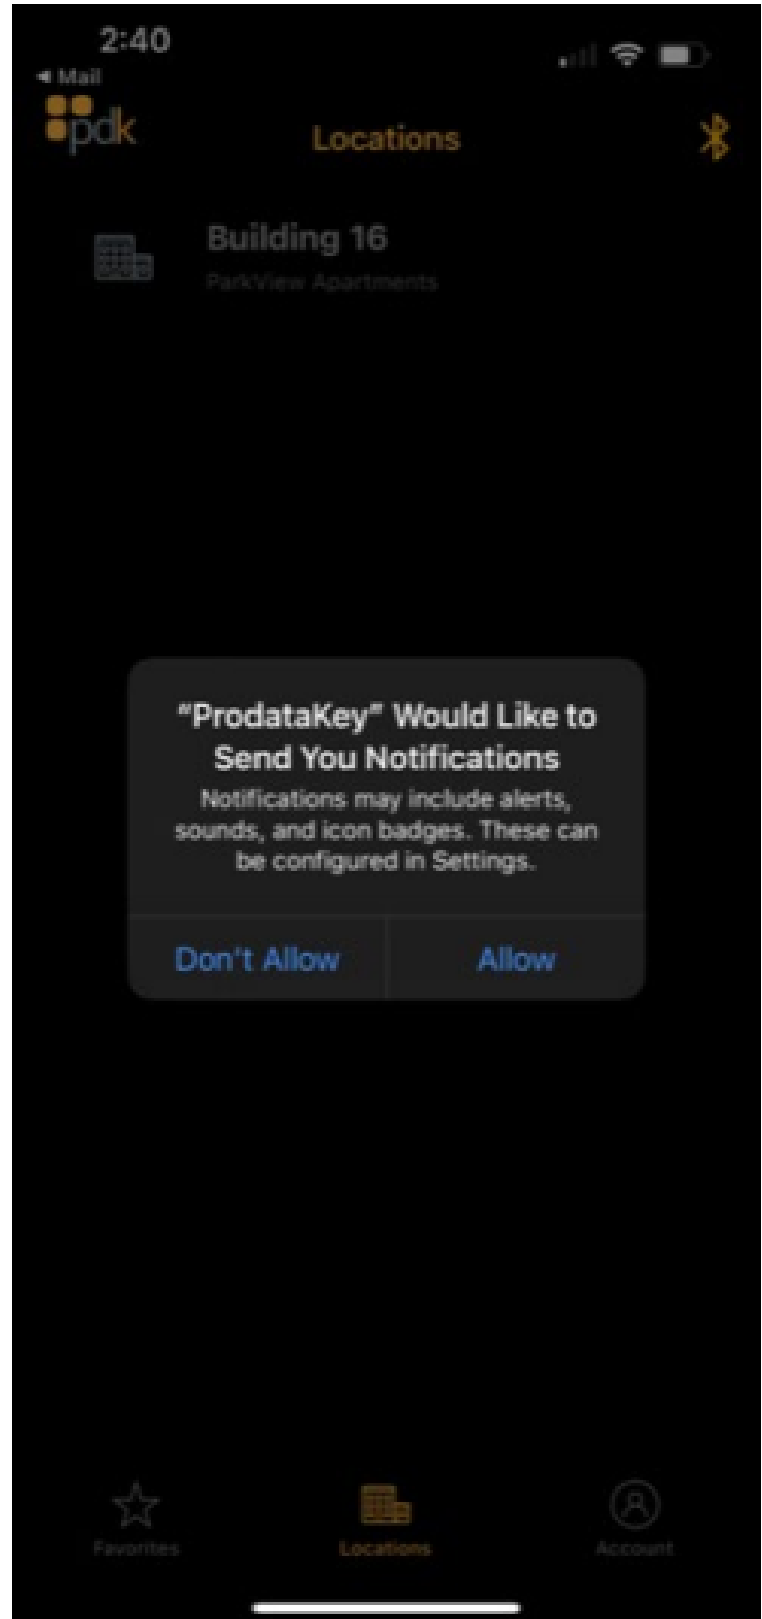 2:40
◀ Mail
pdk
Locations
Building 16
ParkView Apartments
“ProdataKey” Would Like to
Send You Notifications
Notifications may include alerts,
sounds, and icon badges. These can
be configured in Settings.
Don’t Allow
Allow
Favorites
Locations
Account